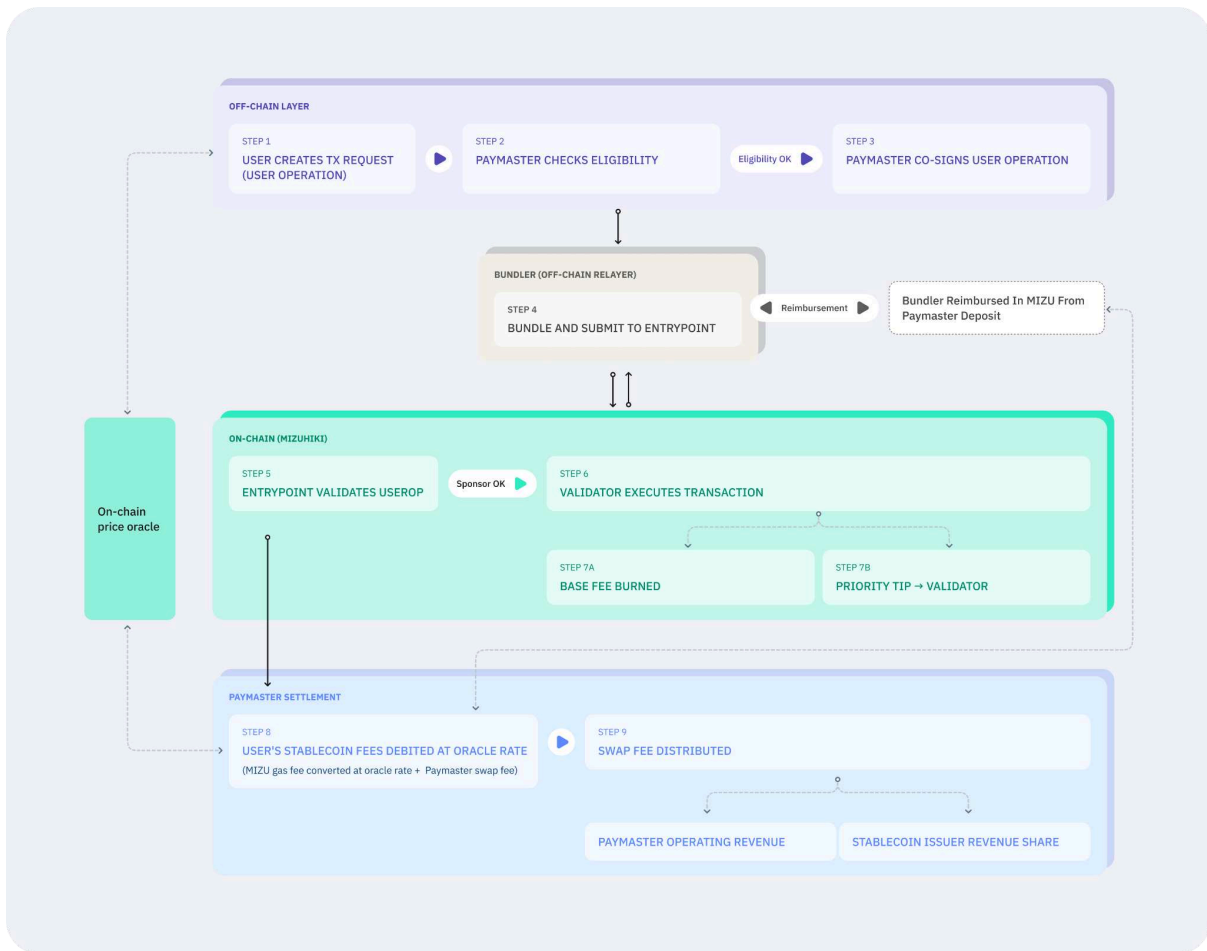 OFF-CHAIN LAYER
STEP 1
USER CREATES TX REQUEST
(USER OPERATION)
STEP 2
PAYMASTER CHECKS ELIGIBILITY
Eligibility OK
STEP 3
PAYMASTER CO-SIGNS USER OPERATION
BUNDLER (OFF-CHAIN RELAYER)
STEP 4
BUNDLE AND SUBMIT TO ENTRYPOINT
Reimbursement
Bundler Reimbursed In MIZU From
Paymaster Deposit
On-chain
price oracle
ON-CHAIN (MIZUHIKI)
STEP 5
ENTRYPOINT VALIDATES USEROP
Sponsor OK
STEP 6
VALIDATOR EXECUTES TRANSACTION
STEP 7A
BASE FEE BURNED
STEP 7B
PRIORITY TIP → VALIDATOR
PAYMASTER SETTLEMENT
STEP 8
USER'S STABLECOIN FEES DEBITED AT ORACLE RATE
(MIZU gas fee converted at oracle rate + Paymaster swap fee)
STEP 9
SWAP FEE DISTRIBUTED
PAYMASTER OPERATING REVENUE
STABLECOIN ISSUER REVENUE SHARE